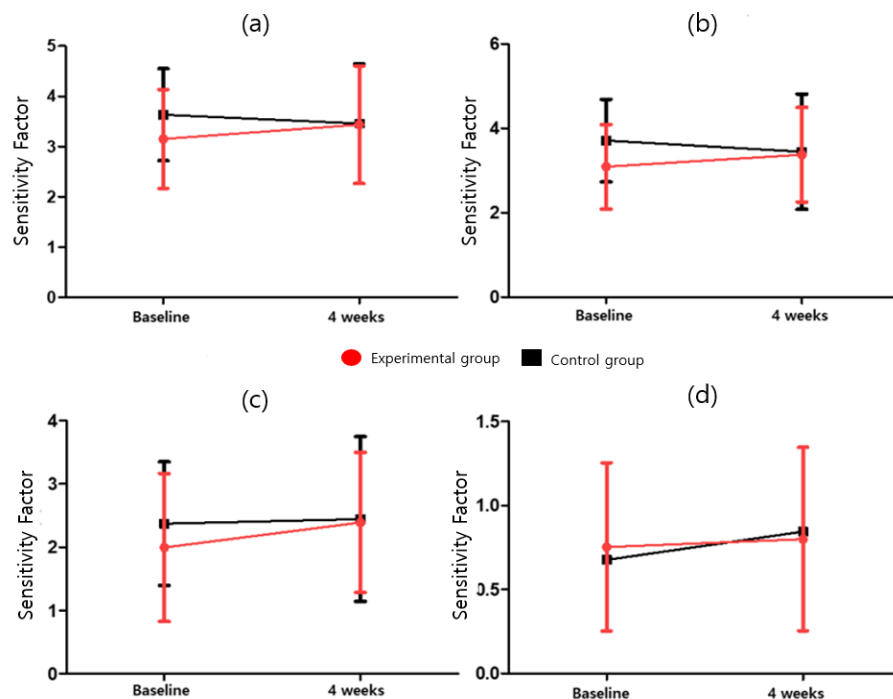 (a)
Sensitivity Factor
5
4
3
2
1
0
Baseline
4 weeks
(b)
Sensitivity Factor
6
4
2
0
Baseline
4 weeks
Experimental group
Control group
(c)
Sensitivity Factor
4
3
2
1
0
Baseline
4 weeks
(d)
Sensitivity Factor
1.5
1.0
0.5
0.0
Baseline
4 weeks